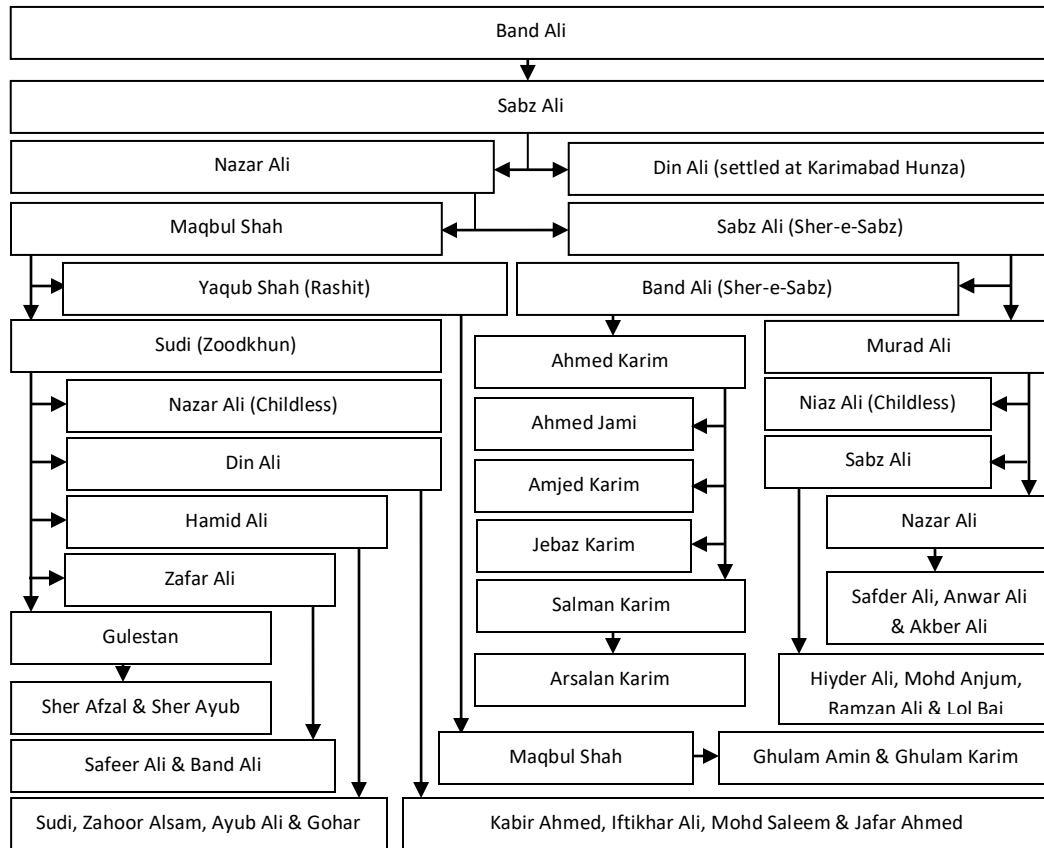 Band Ali
Sabz Ali
Nazar Ali
Din Ali (settled at Karimabad Hunza)
Maqbul Shah
Sabz Ali (Sher-e-Sabz)
Yaqub Shah (Rashit)
Band Ali (Sher-e-Sabz)
Sudi (Zoodkhun)
Ahmed Karim
Murad Ali
Nazar Ali (Childless)
Ahmed Jami
Niaz Ali (Childless)
Din Ali
Amjed Karim
Sabz Ali
Hamid Ali
Jebaz Karim
Nazar Ali
Zafar Ali
Salman Karim
Safder Ali, Anwar Ali
& Akber Ali
Gulestan
Arsalan Karim
Hiyder Ali, Mohd Anjum,
Ramzan Ali & Lol Bai
Sher Afzal & Sher Ayub
Safeer Ali & Band Ali
Maqbul Shah
Ghulam Amin & Ghulam Karim
Sudi, Zahoor Alsam, Ayub Ali & Gohar
Kabir Ahmed, Iftikhar Ali, Mohd Saleem & Jafar Ahmed